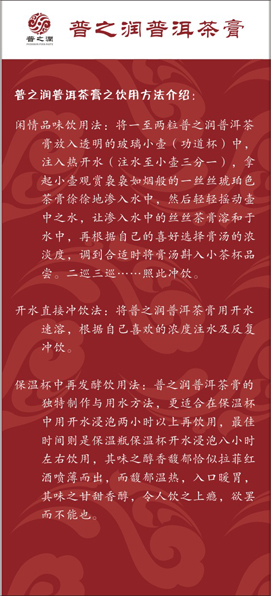 普之润
普之润普洱茶膏
普之润普洱茶膏之饮用方法介绍：
闲情品味饮用法：将一至两粒普之润普洱茶
膏放入透明的玻璃小壶（功道杯）中，
注入热开水（注水至小壶三分一），拿
起小壶观赏袅袅如烟般的一丝丝琥珀色
茶膏徐徐地渗入水中，然后轻轻摇动壶
中之水，让渗入水中的丝丝茶膏溶和于
水中，再根据自己的喜好选择膏汤的浓
淡度，调到合适时将膏汤斟入小茶杯品
尝。二巡三巡……照此冲饮。
开水直接冲饮法：将普之润普洱茶膏用开水
速溶，根据自己喜欢的浓度注水及反复
冲饮。
保温杯中再发酵饮用法：普之润普洱茶膏的
独特制作与用水方法，更适合在保温杯
中用开水浸泡两小时以上再饮用，最佳
时间则是保温瓶保温杯开水浸泡八小时
左右饮用，其味之醇香馥郁恰似拉菲红
酒喷薄而出，而馥郁温热，入口暖胃，
其味之甘甜香醇，令人饮之上瘾，欲罢
而不能也。